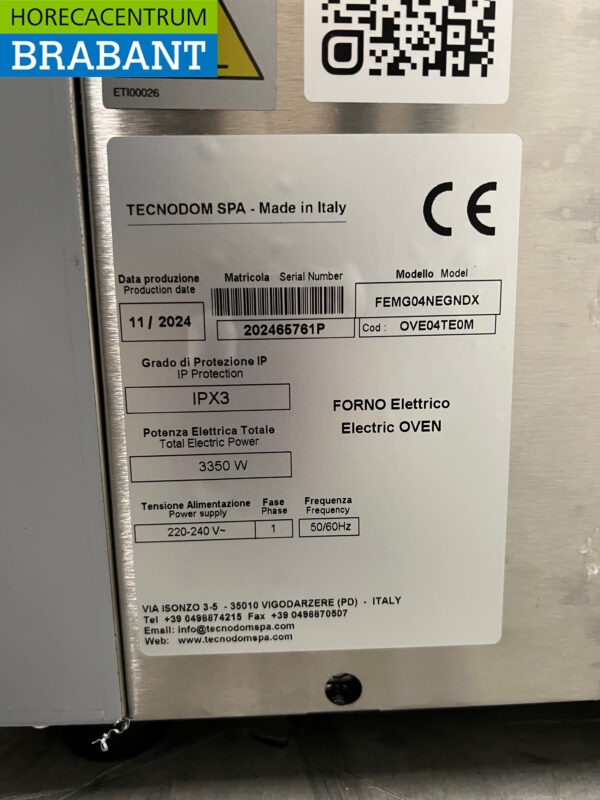 HORECACENTRUM
BRABANT
ETI00026
TECNODOM SPA - Made in Italy
CE
Data produzione
Production date
11 / 2024
Matricola Serial Number
202465761P
Modello Model
FEMG04NEGNDX
Cod : OVE04TE0M
Grado di Protezione IP
IP Protection
IPX3
Potenza Elettrica Totale
Total Electric Power
3350 W
FORNO Elettrico
Electric OVEN
Tensione Alimentazione
Power supply
220-240 V~
Fase
Phase
1
Frequenza
Frequency
50/60Hz
VIA ISONZO 3-5 - 35010 VIGODARZERE (PD) - ITALY
Tel +39 0498874215 Fax +39 0498870507
Email: info@tecnodomspa.com
Web: www.tecnodomspa.com